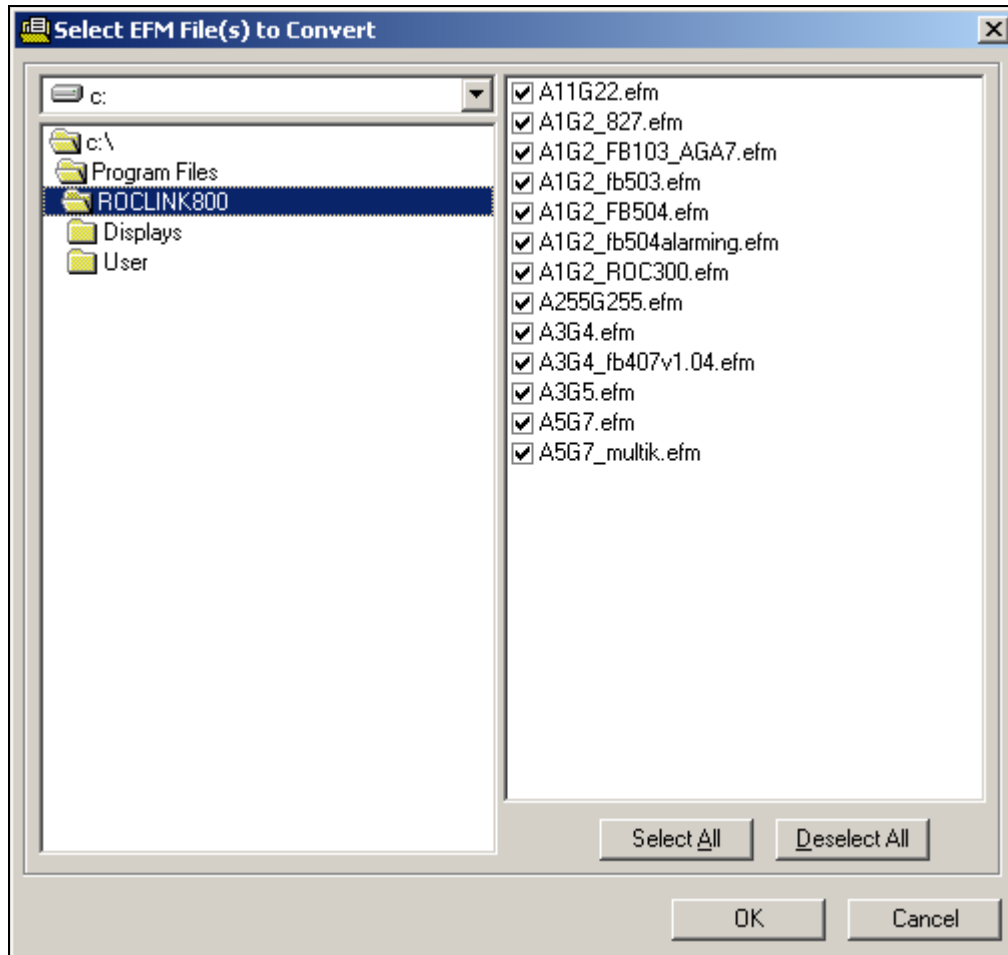 Select EFM File(s) to Convert
c:
c:\
Program Files
ROCLINK800
Displays
User
A11G22.efm
A1G2_827.efm
A1G2_FB103_AGA7.efm
A1G2_fb503.efm
A1G2_FB504.efm
A1G2_fb504alarming.efm
A1G2_ROC300.efm
A255G255.efm
A3G4.efm
A3G4_fb407v1.04.efm
A3G5.efm
A5G7.efm
A5G7_multik.efm
Select All
Deselect All
OK
Cancel